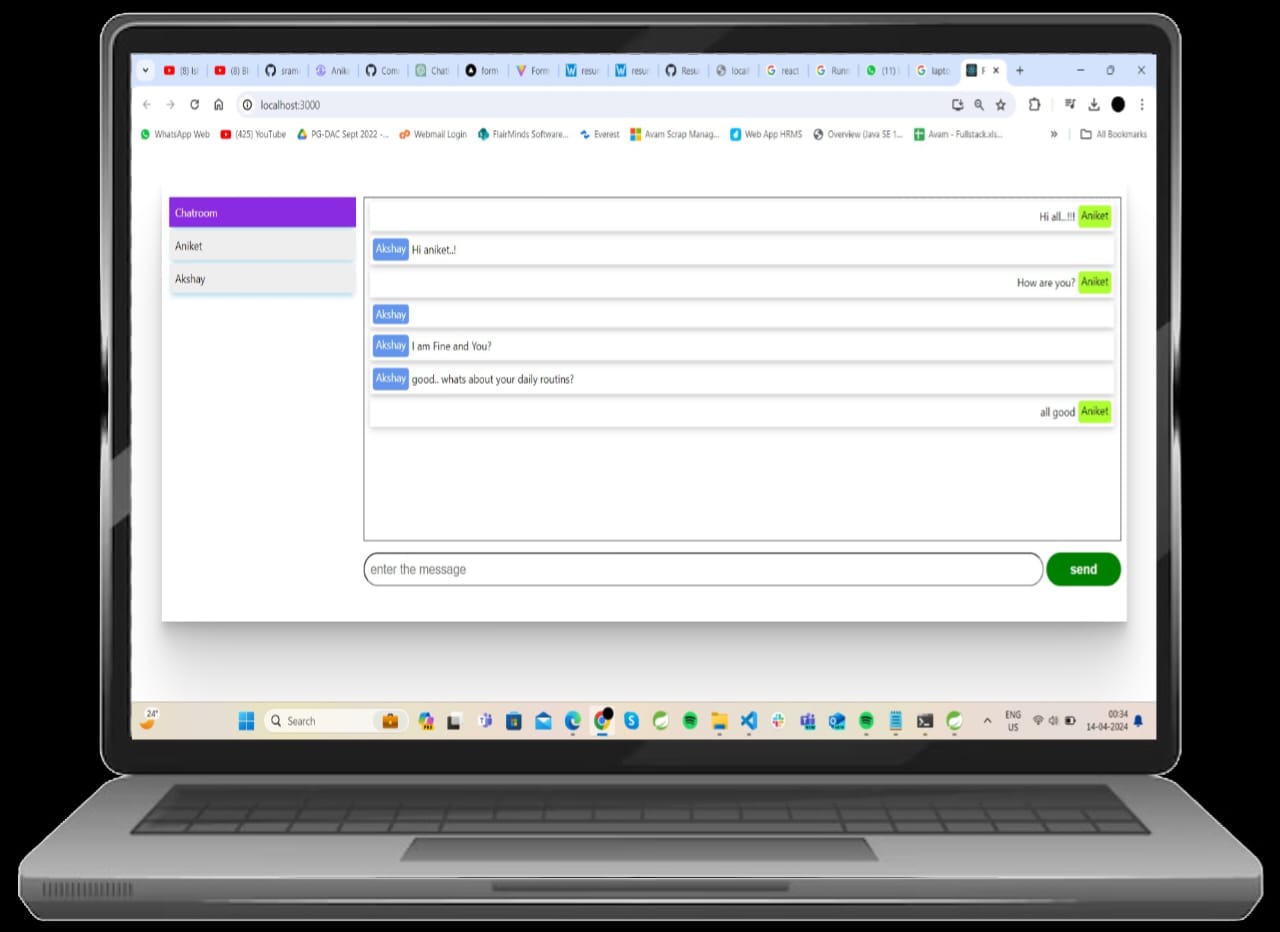 (8) Is (8) Bl sram Anik Com Chat form Form resur resur Resu local react Runn (11) lapto F
localhost:3000
WhatsApp Web (425) YouTube PG-DAC Sept 2022 -... Webmail Login FlairMinds Software... Everest Avam Scrap Manag... Web App HRMS Overview (Java SE 1... Avam - Fullstack.xls... » All Bookmarks
Chatroom
Aniket
Akshay
Hi all...!!! Aniket
Akshay Hi aniket..!
How are you? Aniket
Akshay
Akshay I am Fine and You?
Akshay good.. whats about your daily routins?
all good Aniket
enter the message send
24° Search ENG 00:34
US 14-04-2024